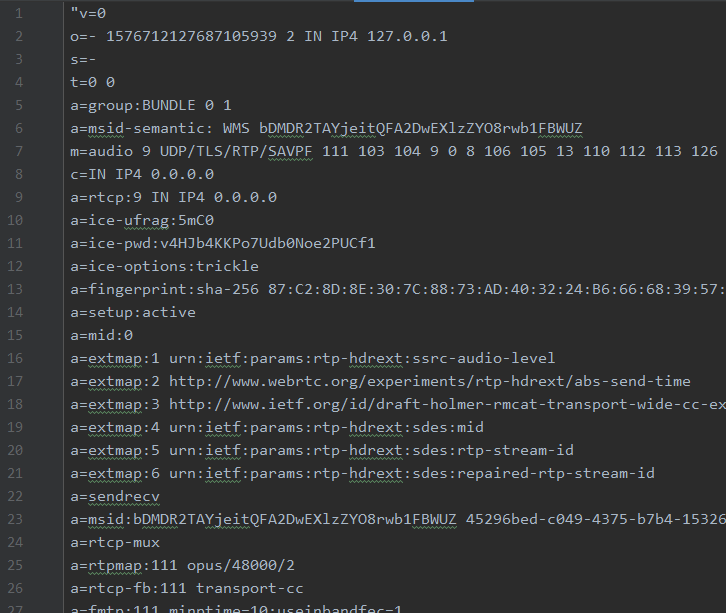 1 "v=0
2 o=- 1576712127687105939 2 IN IP4 127.0.0.1
3 s=-
4 t=0 0
5 a=group:BUNDLE 0 1
6 a=msid-semantic: WMS bDMDR2TAYjeitQFA2DwEXlzZYO8rwb1FBWUZ
7 m=audio 9 UDP/TLS/RTP/SAVPF 111 103 104 9 0 8 106 105 13 110 112 113 126
8 c=IN IP4 0.0.0.0
9 a=rtcp:9 IN IP4 0.0.0.0
10 a=ice-ufrag:5mC0
11 a=ice-pwd:v4HJb4KKPo7Udb0Noe2PUCf1
12 a=ice-options:trickle
13 a=fingerprint:sha-256 87:C2:8D:8E:30:7C:88:73:AD:40:32:24:B6:66:68:39:57:
14 a=setup:active
15 a=mid:0
16 a=extmap:1 urn:ietf:params:rtp-hdrext:ssrc-audio-level
17 a=extmap:2 http://www.webrtc.org/experiments/rtp-hdrext/abs-send-time
18 a=extmap:3 http://www.ietf.org/id/draft-holmer-rmcat-transport-wide-cc-ex
19 a=extmap:4 urn:ietf:params:rtp-hdrext:sdes:mid
20 a=extmap:5 urn:ietf:params:rtp-hdrext:sdes:rtp-stream-id
21 a=extmap:6 urn:ietf:params:rtp-hdrext:sdes:repaired-rtp-stream-id
22 a=sendrecv
23 a=msid:bDMDR2TAYjeitQFA2DwEXlzZYO8rwb1FBWUZ 45296bed-c049-4375-b7b4-15326
24 a=rtcp-mux
25 a=rtpmap:111 opus/48000/2
26 a=rtcp-fb:111 transport-cc
27 a=fmtp:111 minptime=10;useinbandfec=1